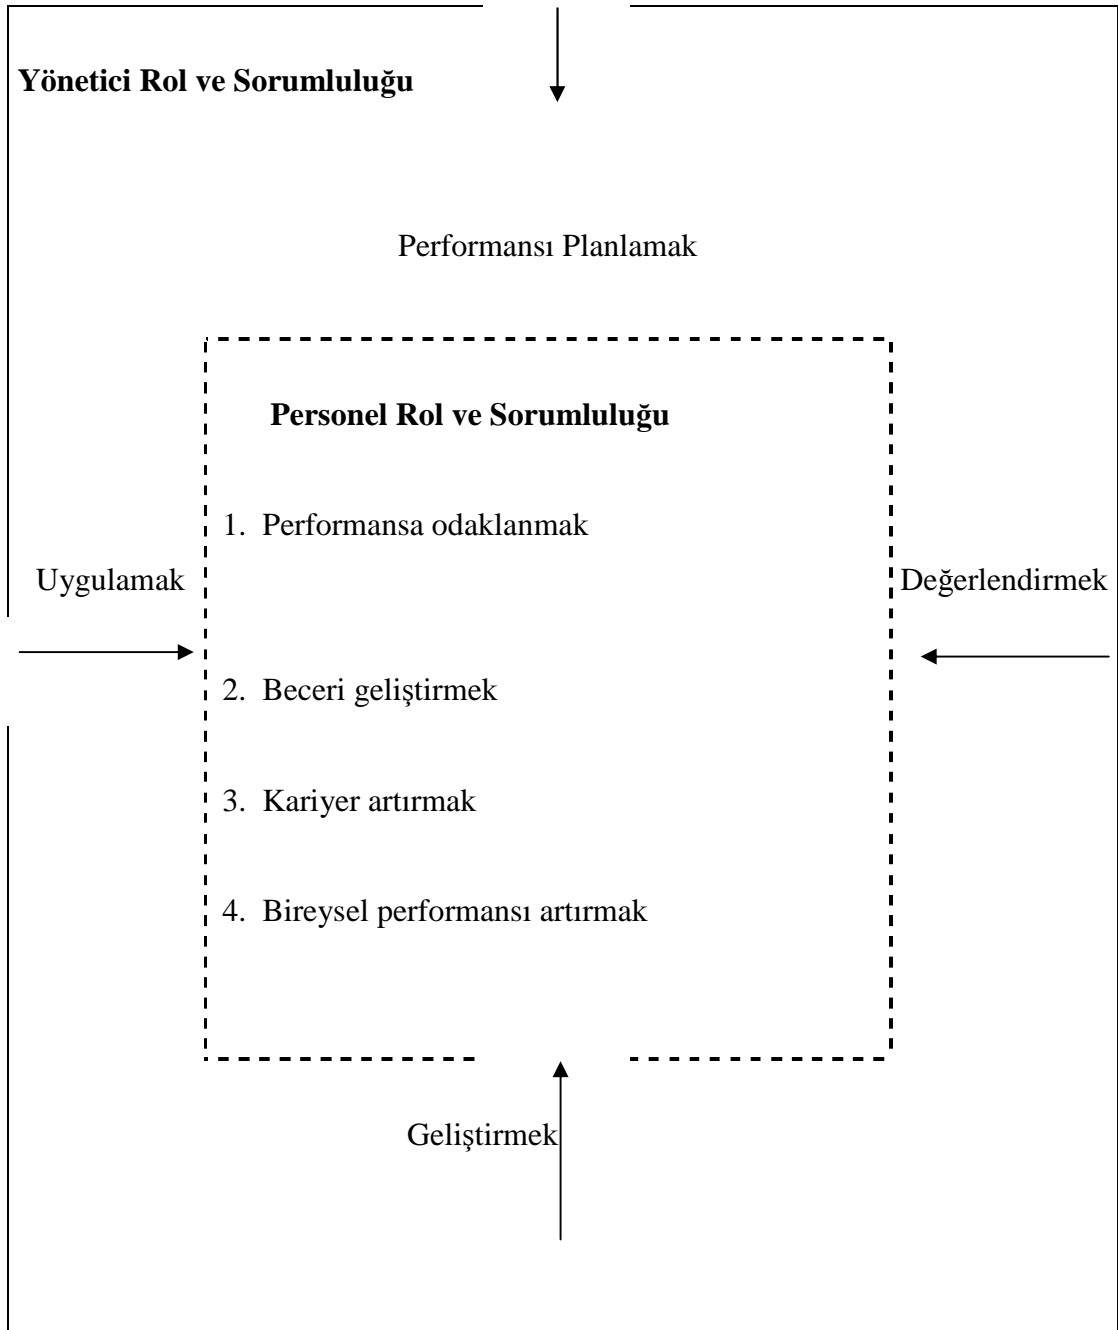 Yönetici Rol ve Sorumluluğu
Performansı Planlamak
Personel Rol ve Sorumluluğu
1. Performansa odaklanmak
Uygulamak
Değerlendirmek
2. Beceri geliştirmek
3. Kariyer artırmak
4. Bireysel performansı artırmak
Geliştirmek